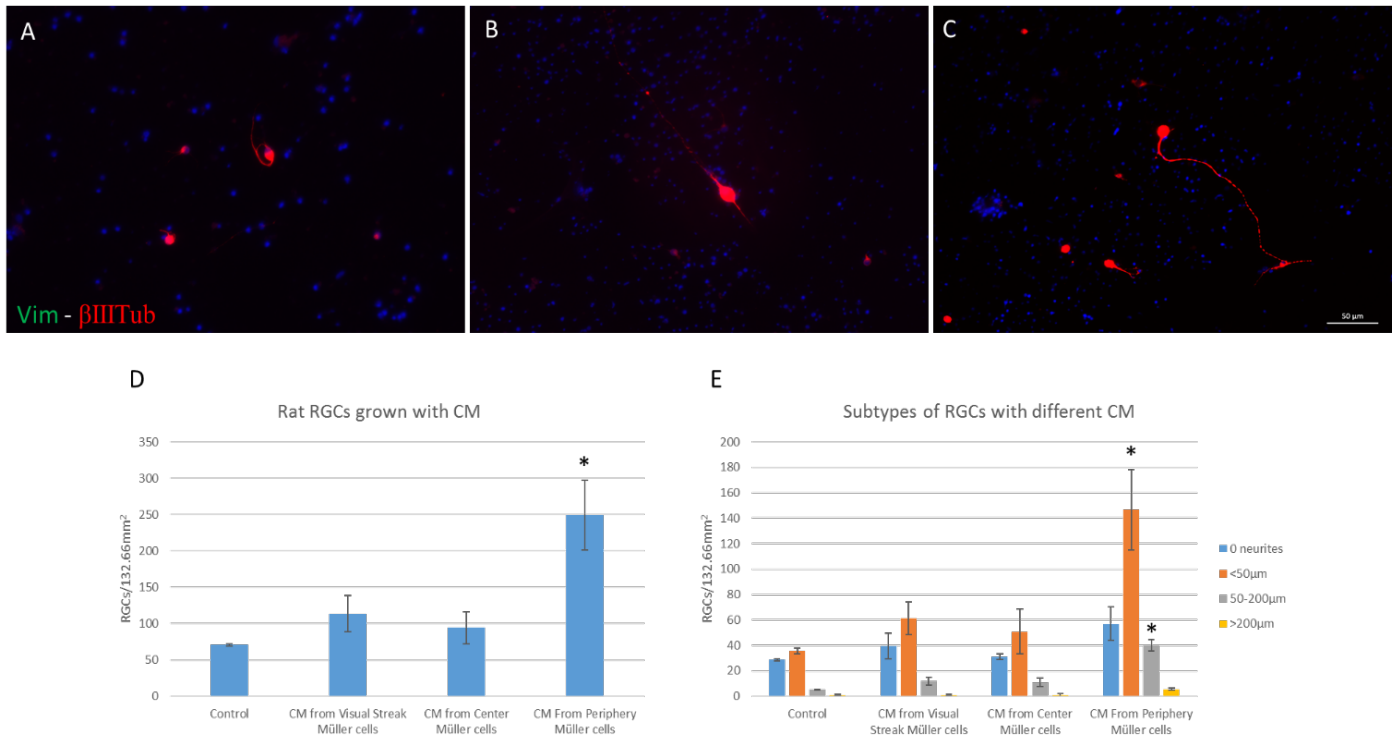 A
B
C
Vim - βIIITub
50 µm
D
Rat RGCs grown with CM
RGCs/132.66mm²
350
300
250
200
150
100
50
0
*
Control
CM from Visual Streak
Müller cells
CM from Center
Müller cells
CM From Periphery
Müller cells
E
Subtypes of RGCs with different CM
RGCs/132.66mm²
200
180
160
140
120
100
80
60
40
20
0
*
*
Control
CM from Visual
Streak Müller cells
CM from Center
Müller cells
CM From Periphery
Müller cells
0 neurites
<50µm
50-200µm
>200µm